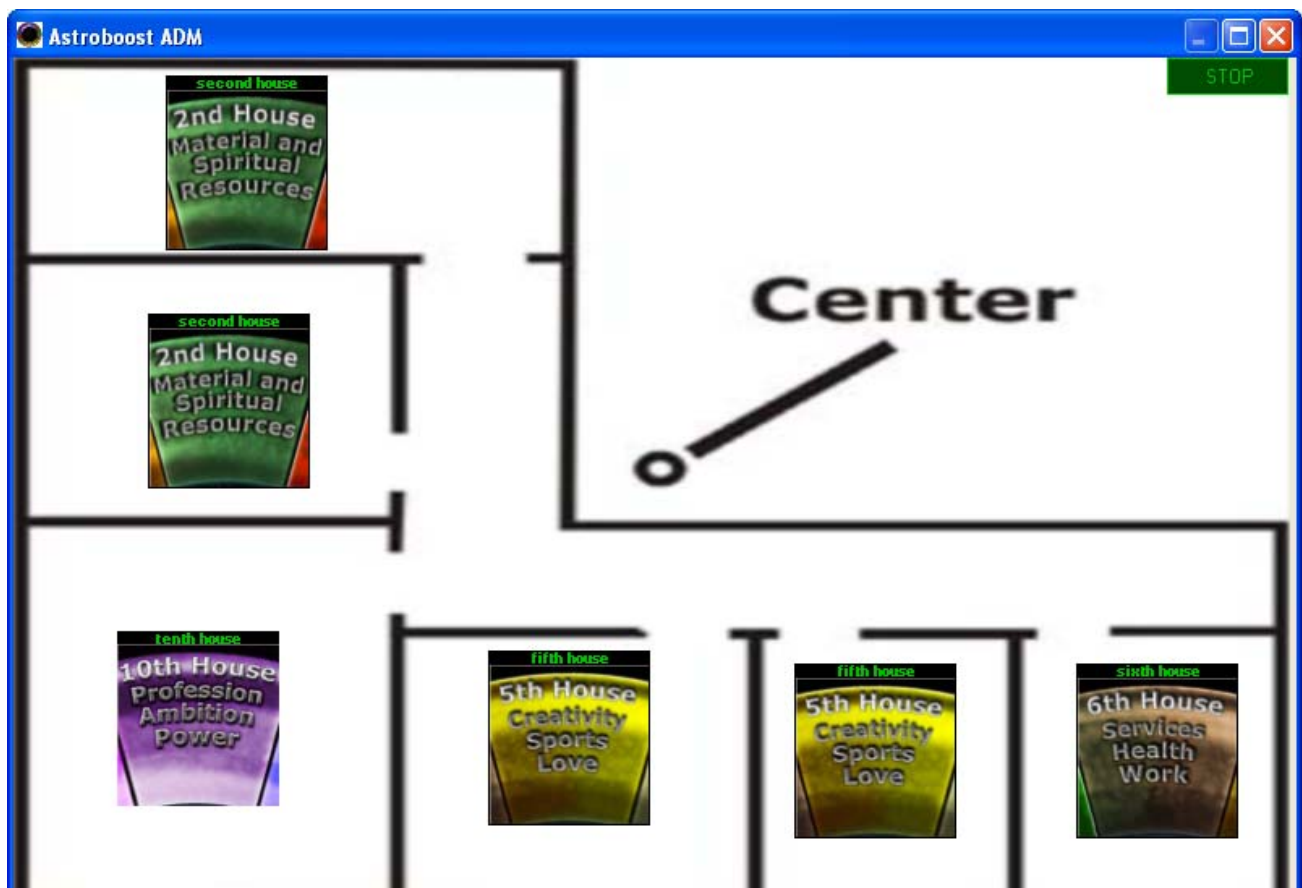 Astroboost ADM
STOP
second house
2nd House
Material and
Spiritual
Resources
Center
second house
2nd House
Material and
Spiritual
Resources
tenth house
10th House
Profession
Ambition
Power
fifth house
5th House
Creativity
Sports
Love
fifth house
5th House
Creativity
Sports
Love
sixth house
6th House
Services
Health
Work